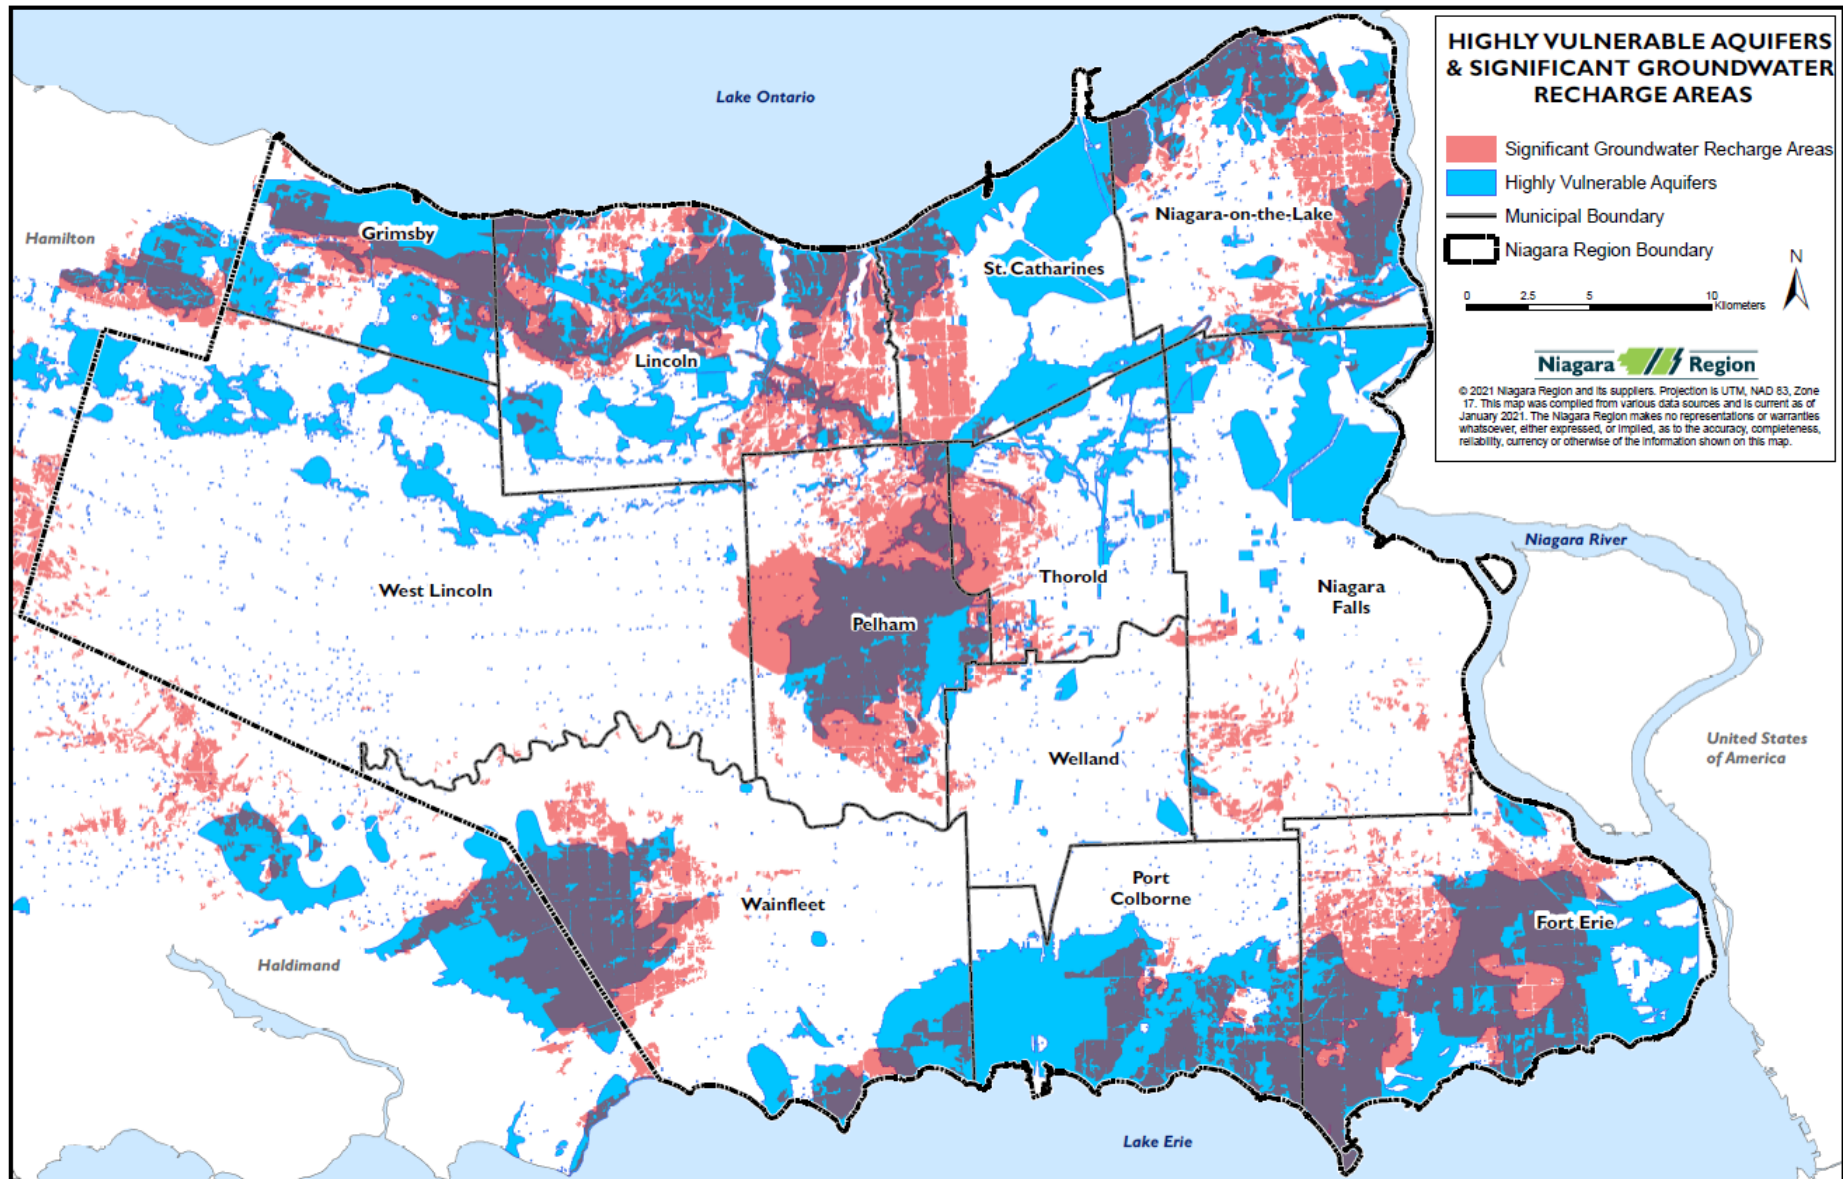 HIGHLY VULNERABLE AQUIFERS
& SIGNIFICANT GROUNDWATER
RECHARGE AREAS
Significant Groundwater Recharge Areas
Highly Vulnerable Aquifers
Municipal Boundary
Niagara Region Boundary
N
0 2.5 5 10
Kilometers
Niagara Region
© 2021 Niagara Region and its suppliers. Projection is UTM, NAD 83, Zone
17. This map was compiled from various data sources and is current as of
January 2021. The Niagara Region makes no representations or warranties
whatsoever, either expressed, or implied, as to the accuracy, completeness,
reliability, currency or otherwise of the information shown on this map.
Lake Ontario
Hamilton
Grimsby
Niagara-on-the-Lake
St. Catharines
Lincoln
Niagara River
West Lincoln
Thorold
Niagara
Falls
Pelham
United States
of America
Welland
Port
Colborne
Wainfleet
Fort Erie
Haldimand
Lake Erie